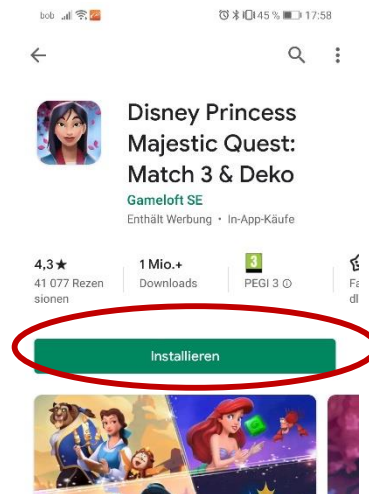 bob 45 % 17:58
Disney Princess
Majestic Quest:
Match 3 & Deko
Gameloft SE
Enthält Werbung • In-App-Käufe
4,3★ 1 Mio.+ 3
41 077 Rezen Downloads PEGI 3
sionen
Installieren